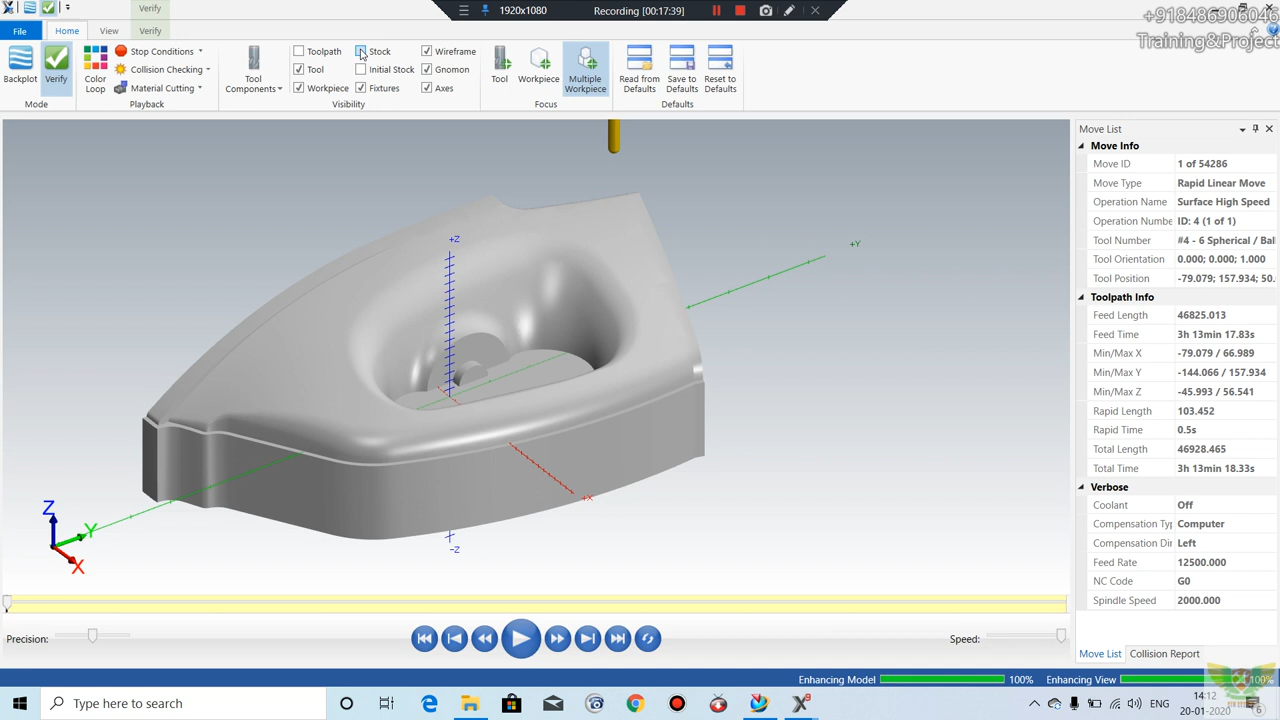 1920x1080
Recording [00:17:39]
+918486906046
Training&Project
Verify
File
Home
View
Verify
Backplot
Verify
Mode
Color Loop
Stop Conditions
Collision Checking
Material Cutting
Playback
Tool Components
Toolpath
Tool
Workpiece
Stock
Initial Stock
Fixtures
Wireframe
Gnomon
Axes
Visibility
Tool
Workpiece
Multiple Workpiece
Focus
Read from Defaults
Save to Defaults
Reset to Defaults
Defaults
+Z
+Y
+X
-Z
Z
Y
X
Move List
Move Info
Move ID 1 of 54286
Move Type Rapid Linear Move
Operation Name Surface High Speed
Operation Numbe ID: 4 (1 of 1)
Tool Number #4 - 6 Spherical / Bal
Tool Orientation 0.000; 0.000; 1.000
Tool Position -79.079; 157.934; 50.
Toolpath Info
Feed Length 46825.013
Feed Time 3h 13min 17.83s
Min/Max X -79.079 / 66.989
Min/Max Y -144.066 / 157.934
Min/Max Z -45.993 / 56.541
Rapid Length 103.452
Rapid Time 0.5s
Total Length 46928.465
Total Time 3h 13min 18.33s
Verbose
Coolant Off
Compensation Typ Computer
Compensation Dir Left
Feed Rate 12500.000
NC Code G0
Spindle Speed 2000.000
Precision:
Speed:
Move List
Collision Report
Enhancing Model 100%
Enhancing View 100%
Type here to search
ENG
14:12
20-01-2020